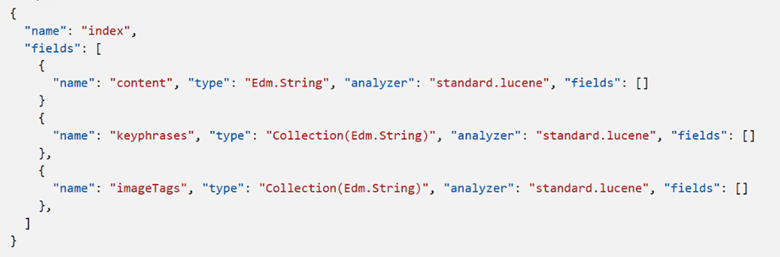 {
  "name": "index",
  "fields": [
    {
      "name": "content", "type": "Edm.String", "analyzer": "standard.lucene", "fields": []
    }
    {
      "name": "keyphrases", "type": "Collection(Edm.String)", "analyzer": "standard.lucene", "fields": []
    },
    {
      "name": "imageTags", "type": "Collection(Edm.String)", "analyzer": "standard.lucene", "fields": []
    },
  ]
}